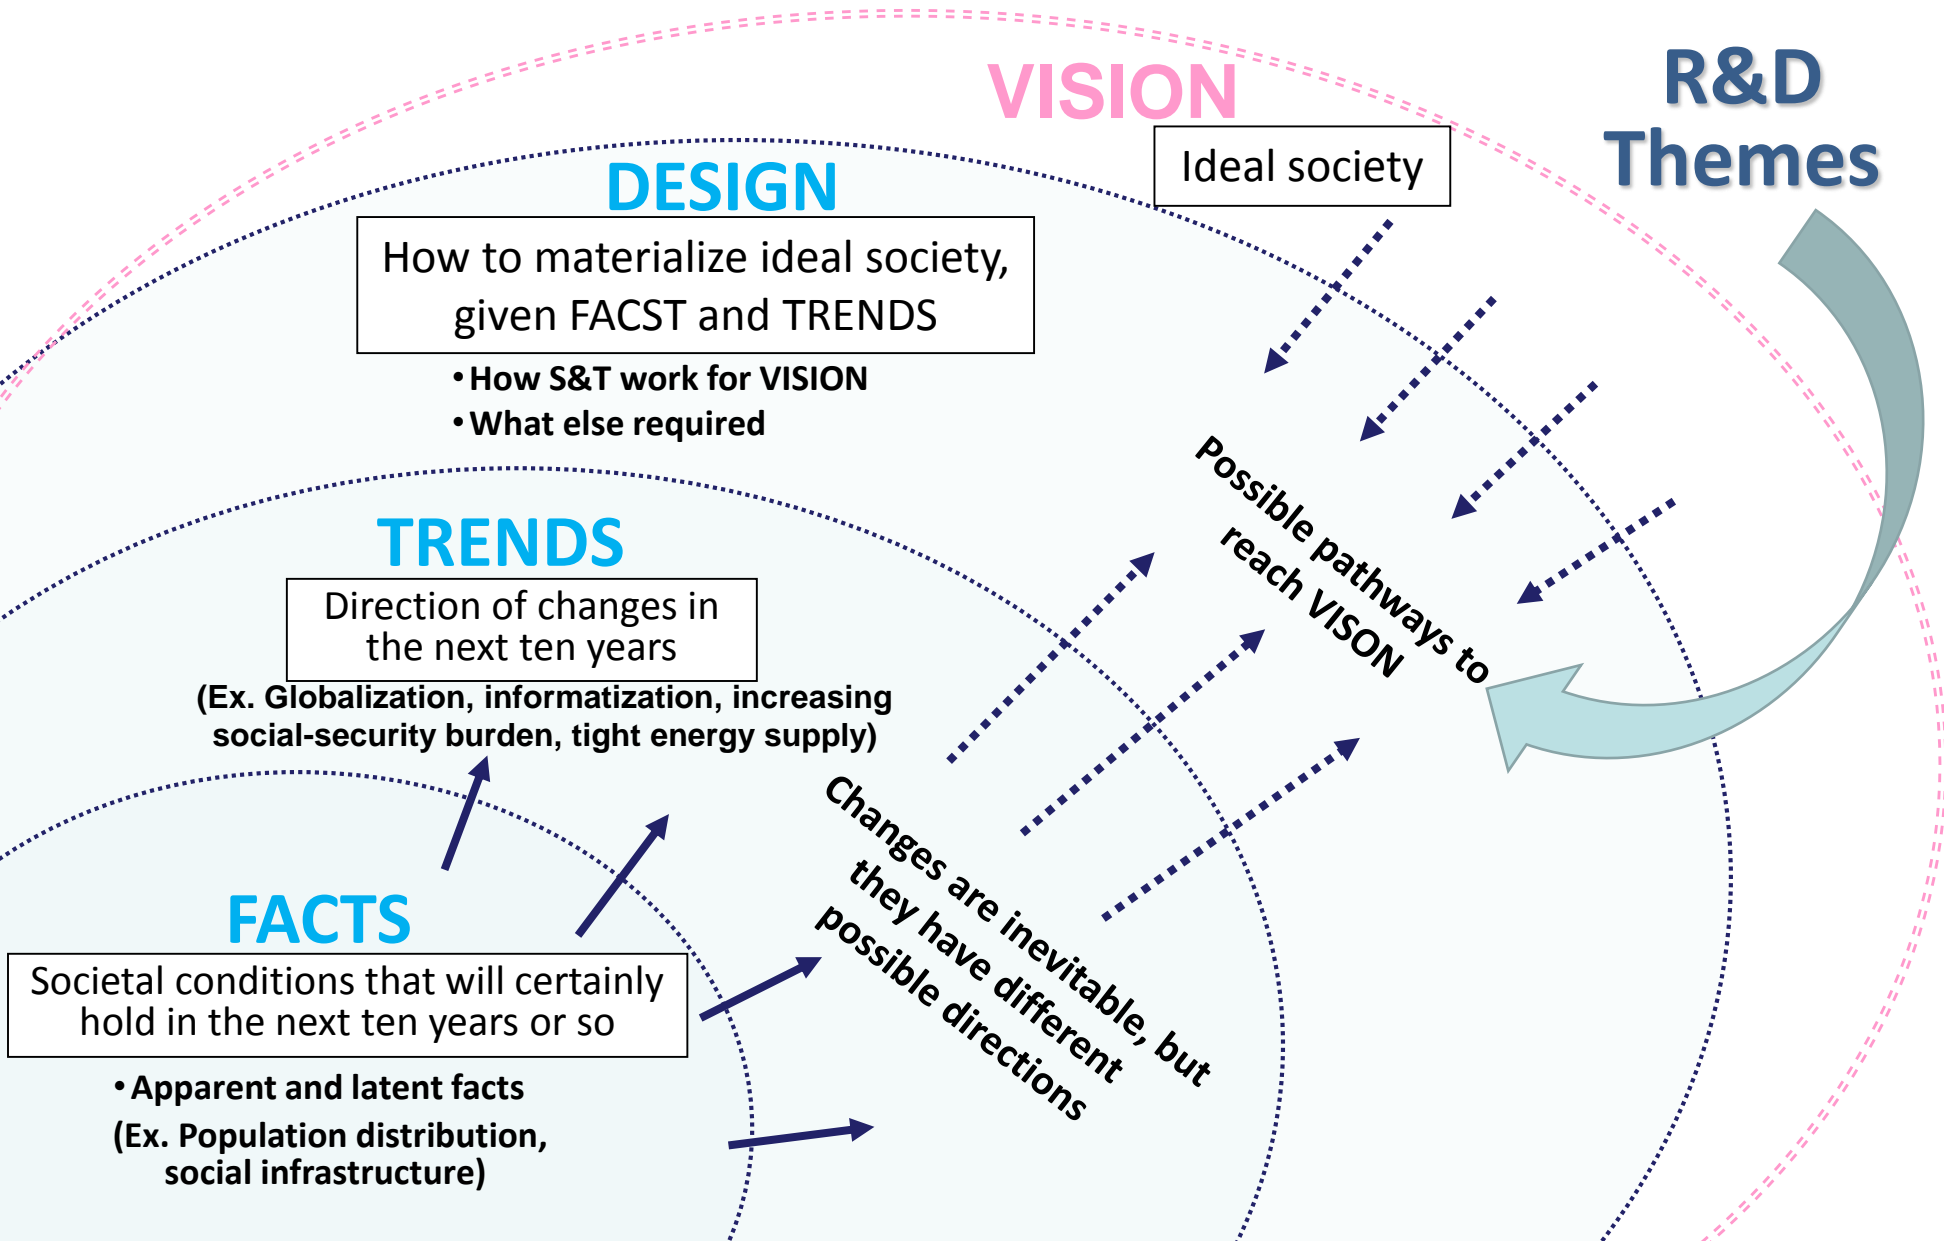 VISION
Ideal society
R&D
Themes
DESIGN
How to materialize ideal society,
given FACST and TRENDS
•How S&T work for VISION
•What else required
Possible pathways to
reach VISON
TRENDS
Direction of changes in
the next ten years
(Ex. Globalization, informatization, increasing
social-security burden, tight energy supply)
Changes are inevitable, but
they have different
possible directions
FACTS
Societal conditions that will certainly
hold in the next ten years or so
•Apparent and latent facts
(Ex. Population distribution,
social infrastructure)